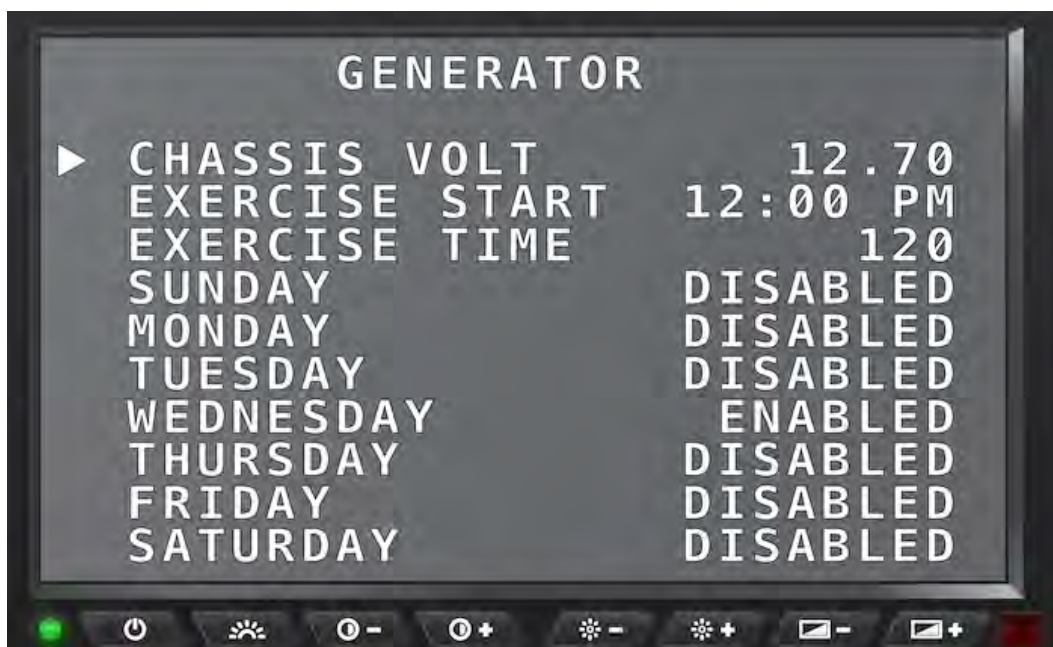 GENERATOR
CHASSIS VOLT 12.70
EXERCISE START 12:00 PM
EXERCISE TIME 120
SUNDAY DISABLED
MONDAY DISABLED
TUESDAY DISABLED
WEDNESDAY ENABLED
THURSDAY DISABLED
FRIDAY DISABLED
SATURDAY DISABLED